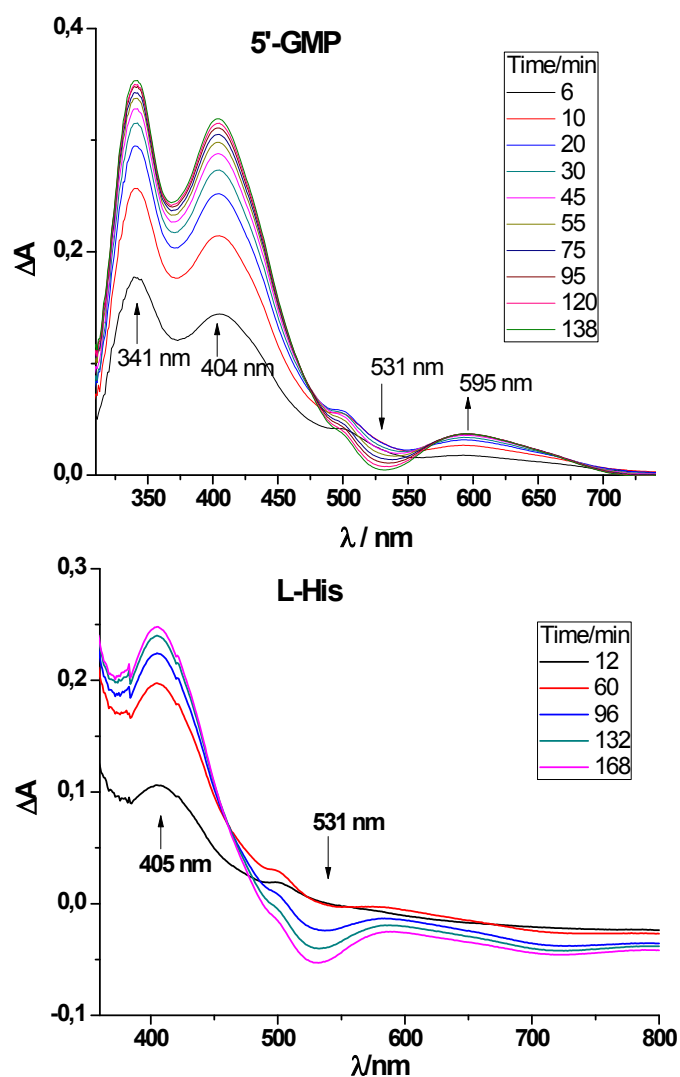 5'-GMP
Time/min
6
10
20
30
45
55
75
95
120
138
0,4
0,2
0,0
ΔA
341 nm
404 nm
531 nm
595 nm
350 400 450 500 550 600 650 700
λ / nm
L-His
Time/min
12
60
96
132
168
0,3
0,2
0,1
0,0
-0,1
ΔA
405 nm
531 nm
400 500 600 700 800
λ/nm